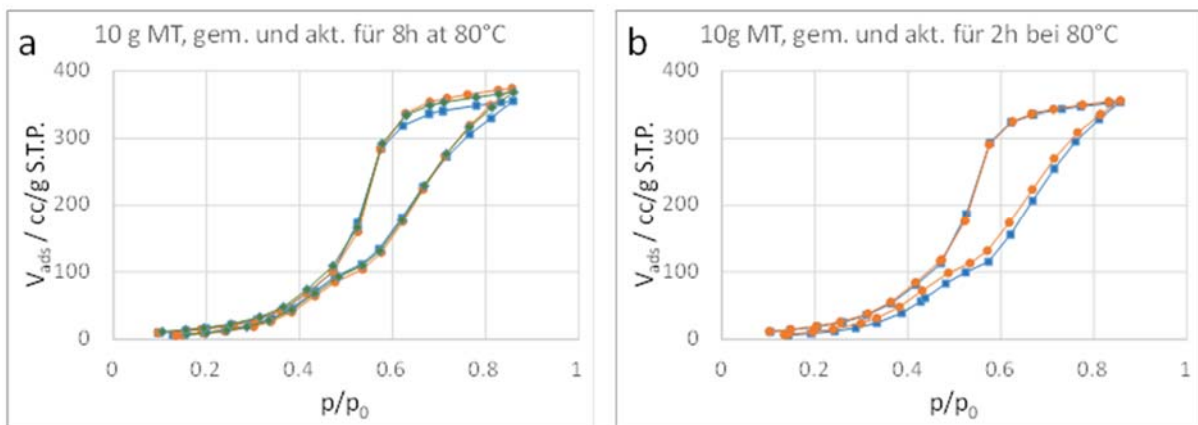 a
10 g MT, gem. und akt. für 8h at 80°C
400
300
200
100
0
V_ads / cc/g S.T.P.
0 0.2 0.4 0.6 0.8 1
p/p₀
b
10g MT, gem. und akt. für 2h bei 80°C
400
300
200
100
0
V_ads / cc/g S.T.P.
0 0.2 0.4 0.6 0.8 1
p/p₀